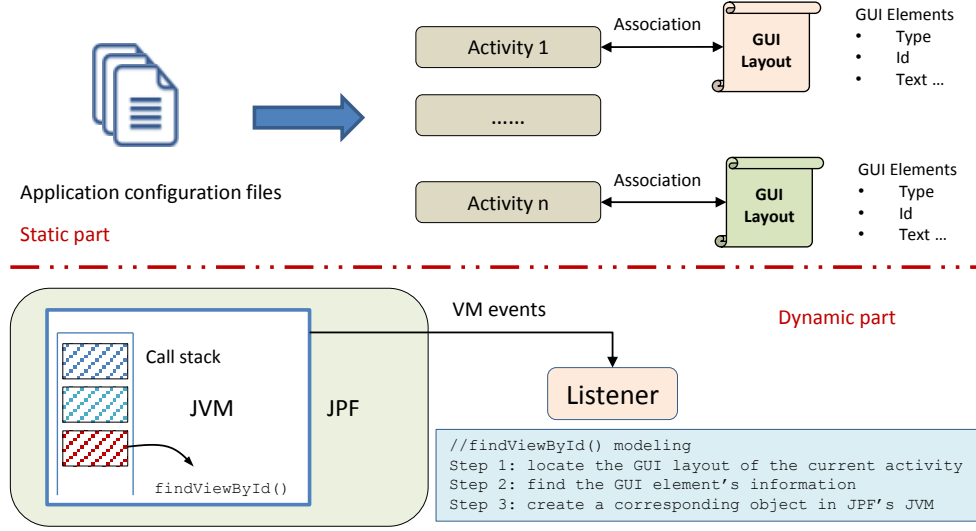 Application configuration files
Static part
Activity 1
......
Activity n
Association
GUI
Layout
GUI Elements
• Type
• Id
• Text ...
Association
GUI
Layout
GUI Elements
• Type
• Id
• Text ...
VM events
Dynamic part
Call stack
JVM
JPF
findViewById()
Listener
//findViewById() modeling
Step 1: locate the GUI layout of the current activity
Step 2: find the GUI element's information
Step 3: create a corresponding object in JPF's JVM